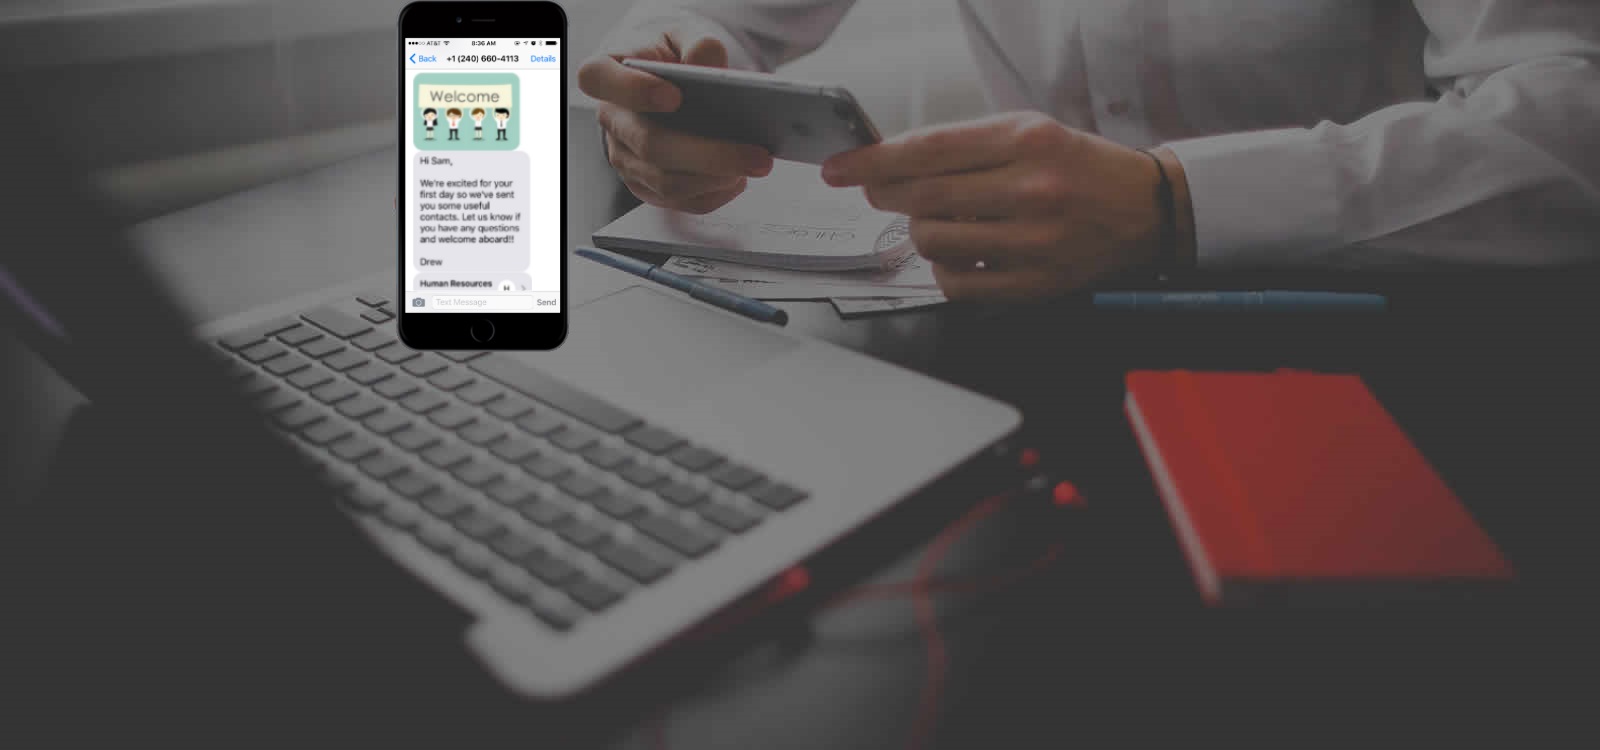 AT&T 8:36 AM
Back +1 (240) 660-4113 Details
Welcome
Hi Sam,
We're excited for your
first day so we've sent
you some useful
contacts. Let us know if
you have any questions
and welcome aboard!!
Drew
Human Resources H
Text Message Send